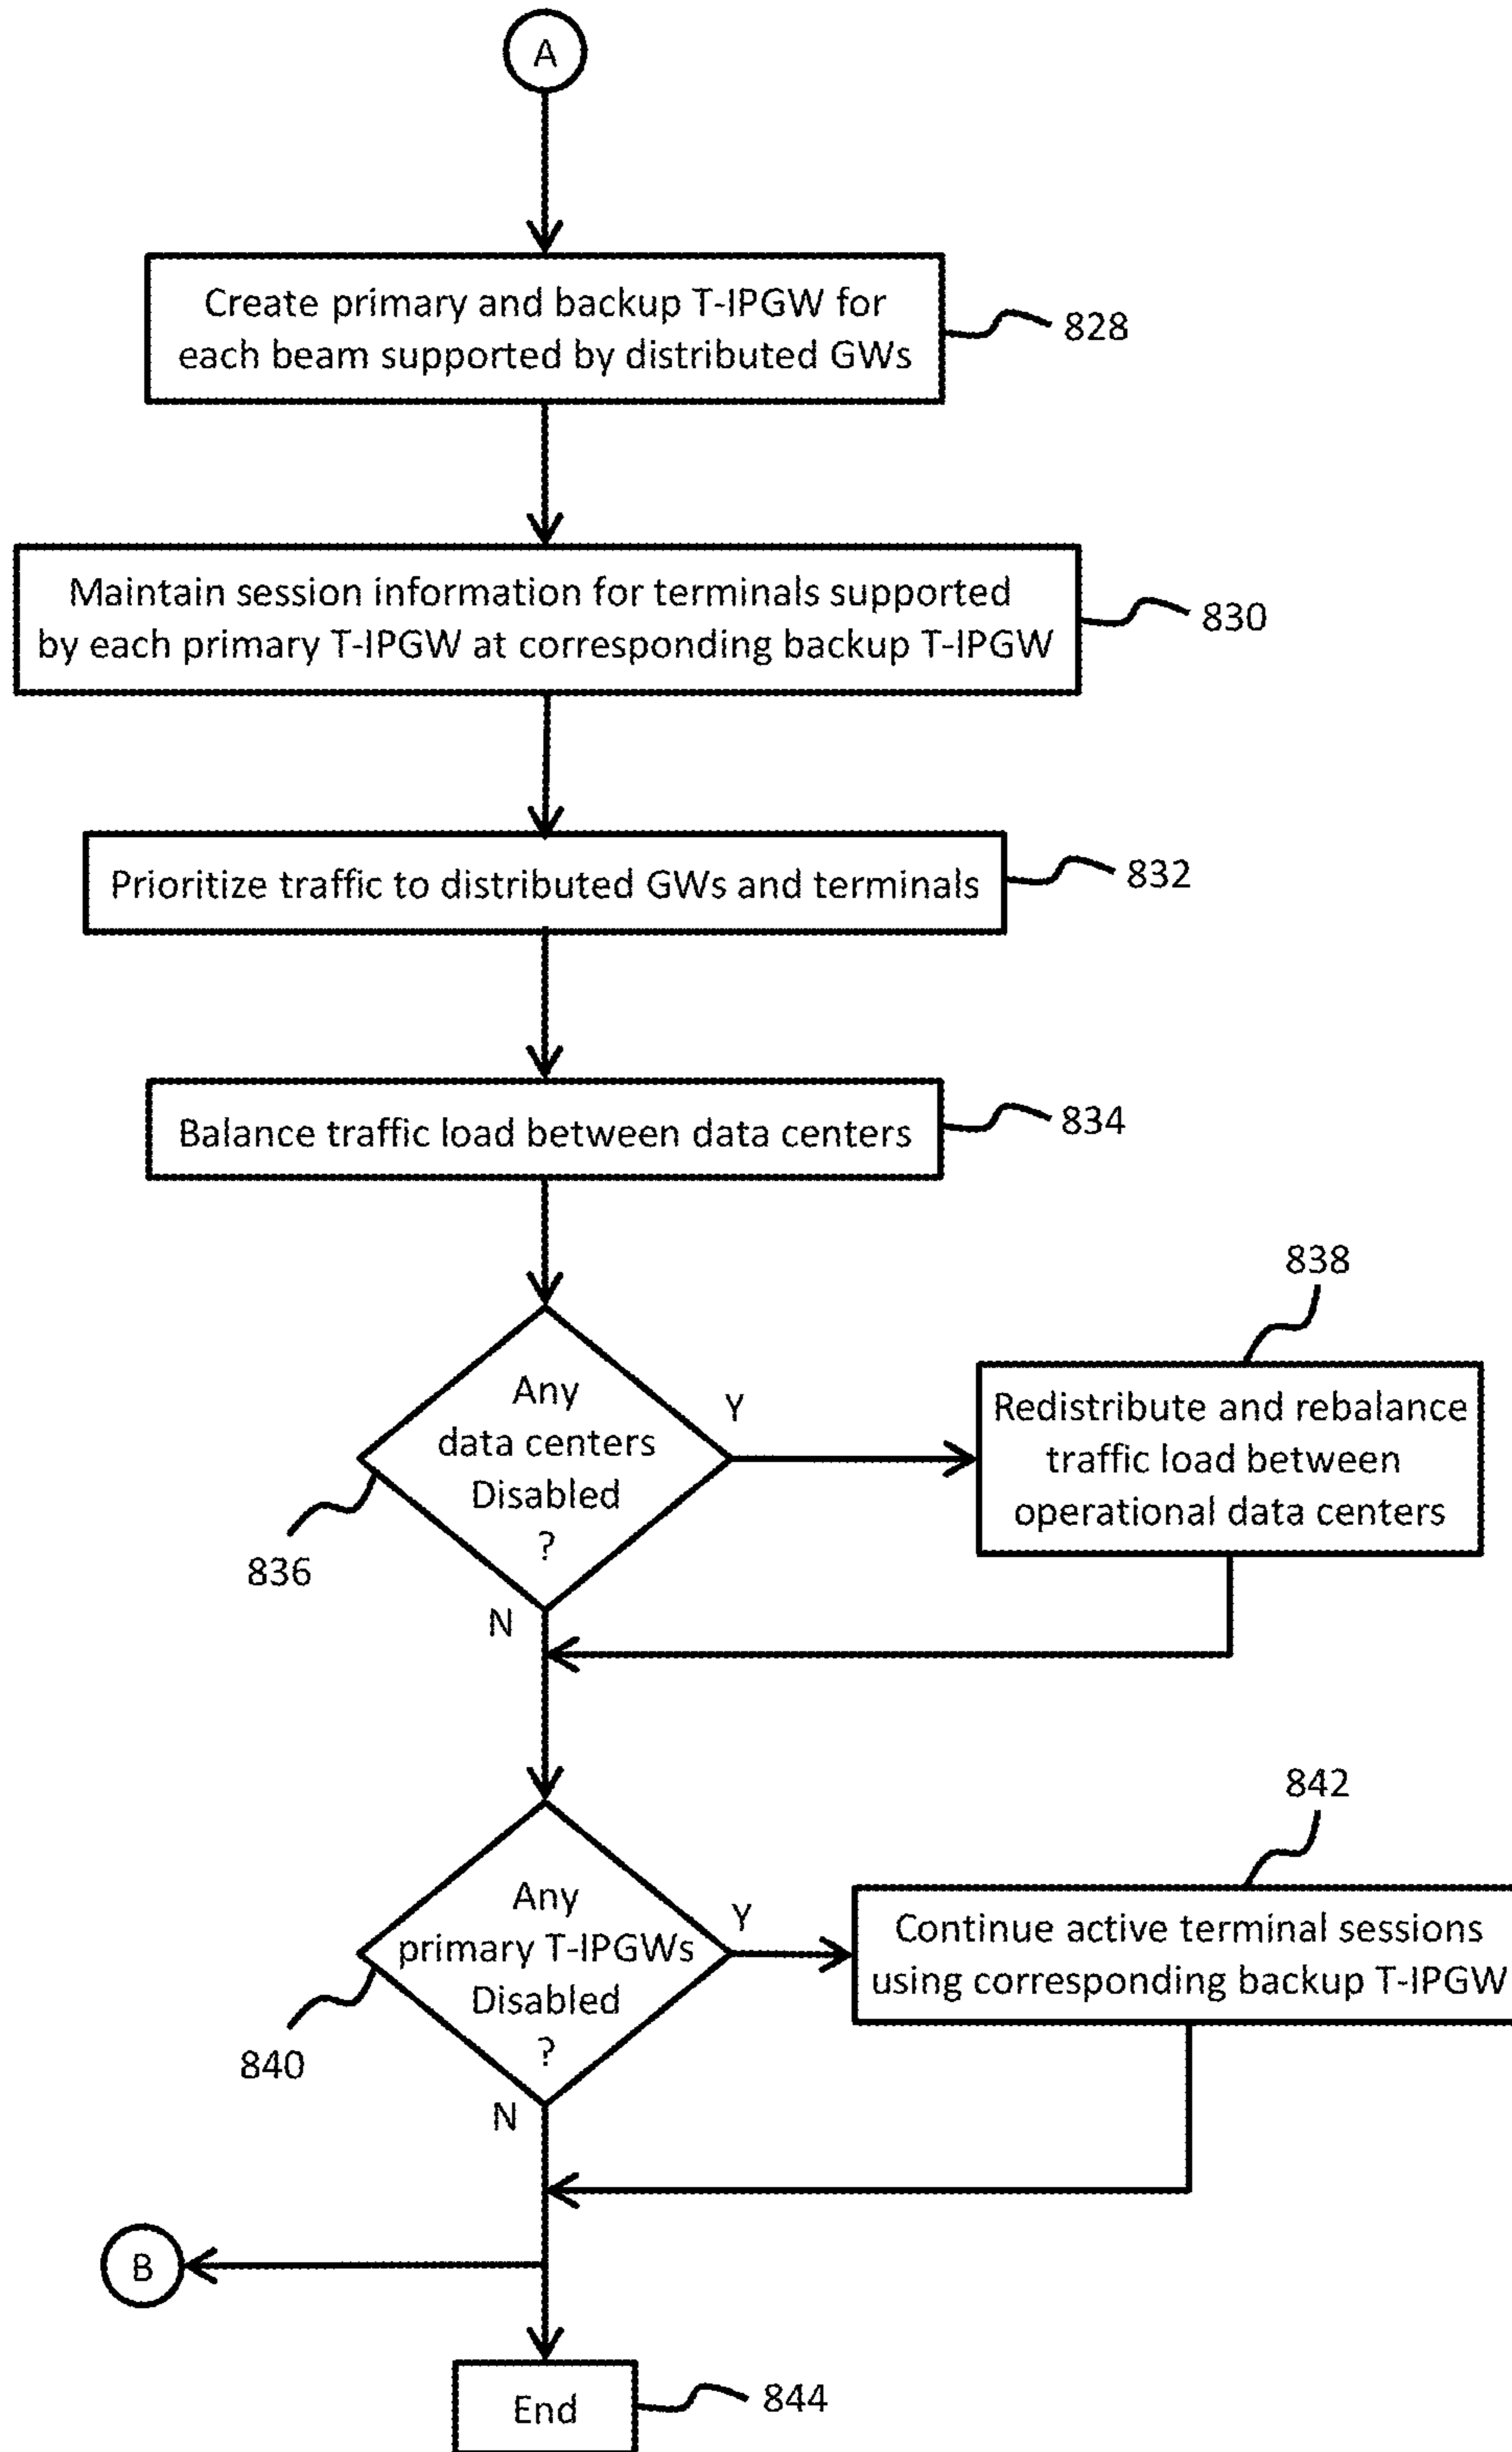 A
Create primary and backup T-IPGW for
each beam supported by distributed GWs
828
Maintain session information for terminals supported
by each primary T-IPGW at corresponding backup T-IPGW
830
Prioritize traffic to distributed GWs and terminals
832
Balance traffic load between data centers
834
838
Any
data centers
Disabled
?
Y
Redistribute and rebalance
traffic load between
operational data centers
836
N
842
Any
primary T-IPGWs
Disabled
?
Y
Continue active terminal sessions
using corresponding backup T-IPGW
840
N
B
End
844